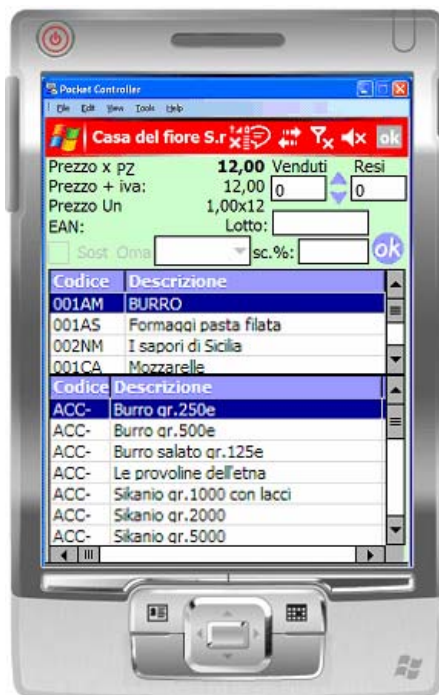 Pocket Controller
File Edit View Tools Help
Casa del fiore S.r ok
Prezzo x PZ 12,00 Venduti Resi
Prezzo + iva: 12,00 0 0
Prezzo Un 1,00x12
EAN: Lotto:
Sost Oma sc.%: ok
Codice Descrizione
001AM BURRO
001AS Formaggi pasta filata
002NM I sapori di Sicilia
001CA Mozzarelle
Codice Descrizione
ACC- Burro gr.250e
ACC- Burro gr.500e
ACC- Burro salato gr.125e
ACC- Le provoline dell'etna
ACC- Sikanio gr.1000 con lacci
ACC- Sikanio gr.2000
ACC- Sikanio gr.5000